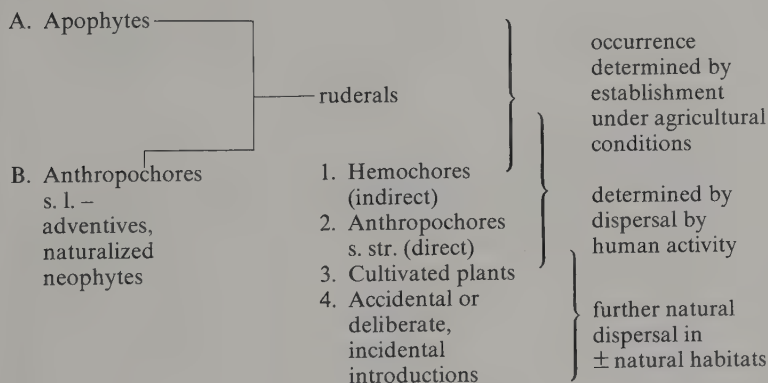 A. Apophytes
ruderals
B. Anthropochores
s. l. –
adventives,
naturalized
neophytes
1. Hemochores
(indirect)
2. Anthropochores
s. str. (direct)
3. Cultivated plants
4. Accidental or
deliberate,
incidental
introductions
occurrence
determined by
establishment
under agricultural
conditions
determined by
dispersal by
human activity
further natural
dispersal in
± natural habitats